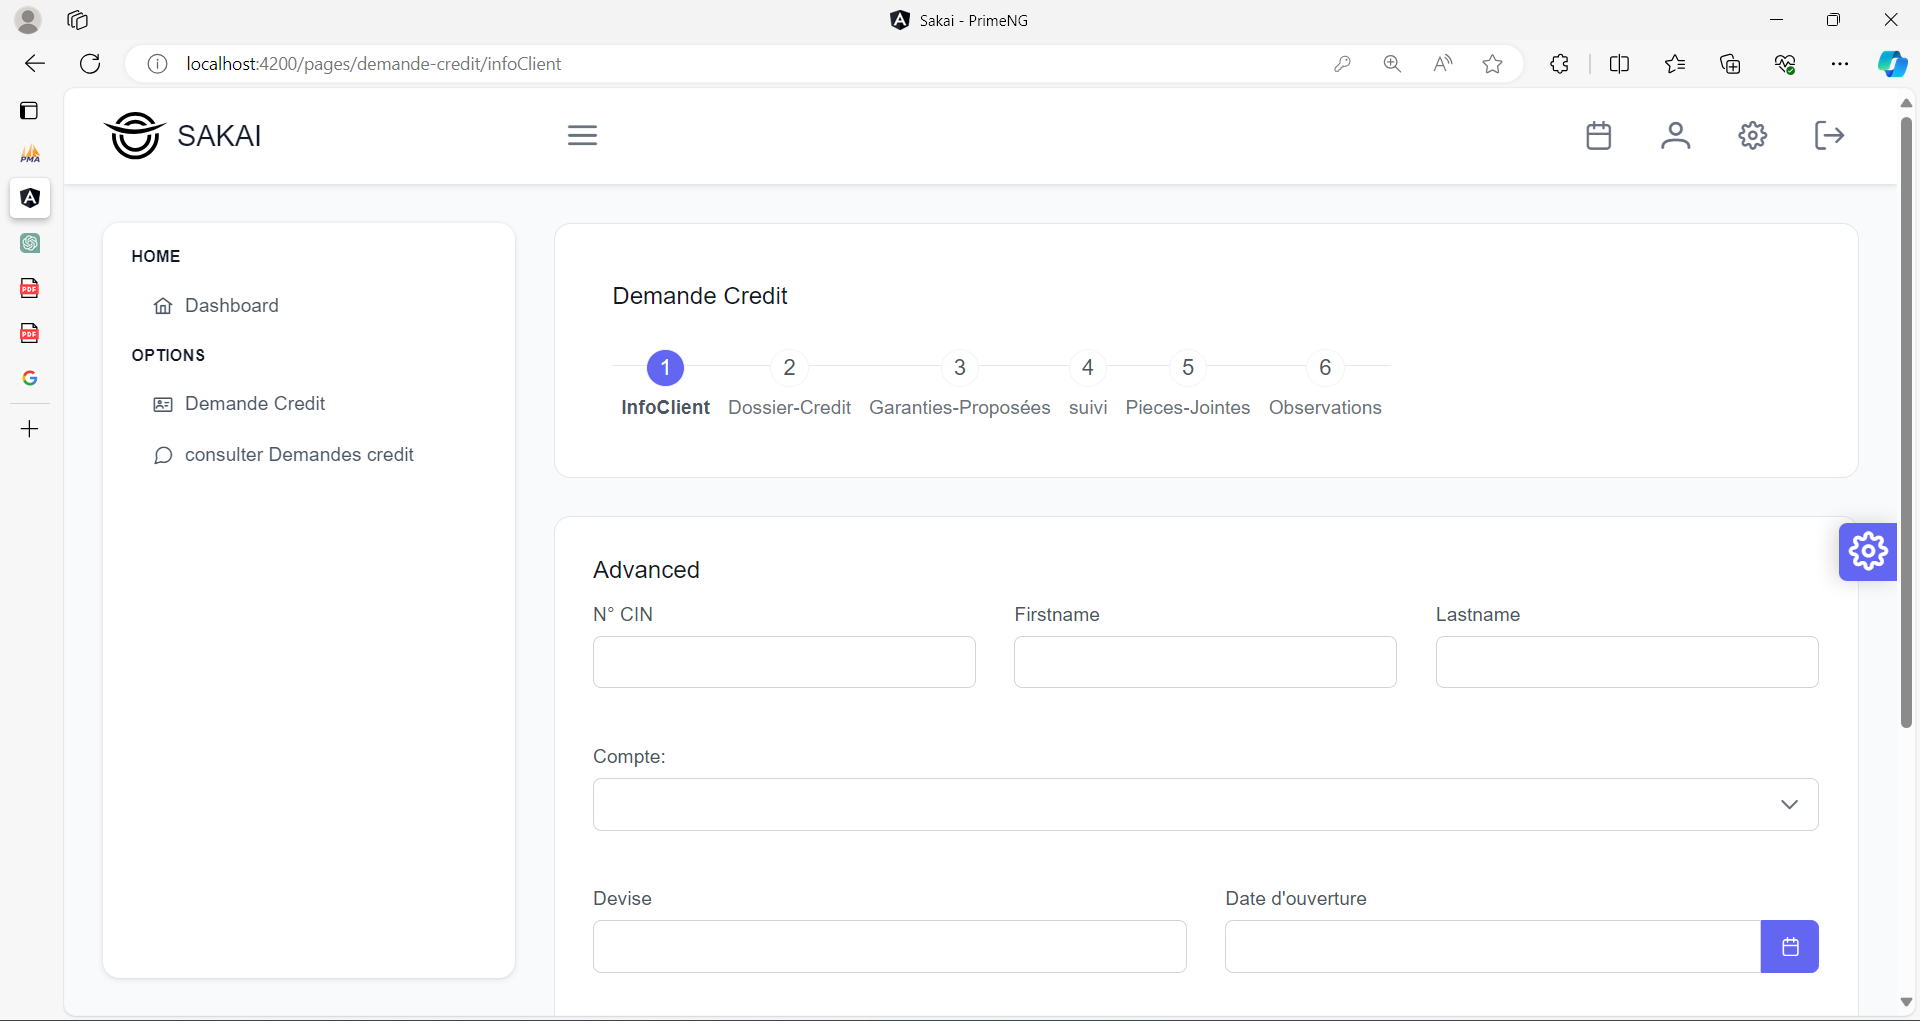 Sakai - PrimeNG
localhost:4200/pages/demande-credit/infoClient
PMA
PDF
PDF
SAKAI
HOME
Dashboard
OPTIONS
Demande Credit
consulter Demandes credit
Demande Credit
1 2 3 4 5 6
InfoClient Dossier-Credit Garanties-Proposées suivi Pieces-Jointes Observations
Advanced
N° CIN Firstname Lastname
Compte:
Devise Date d'ouverture